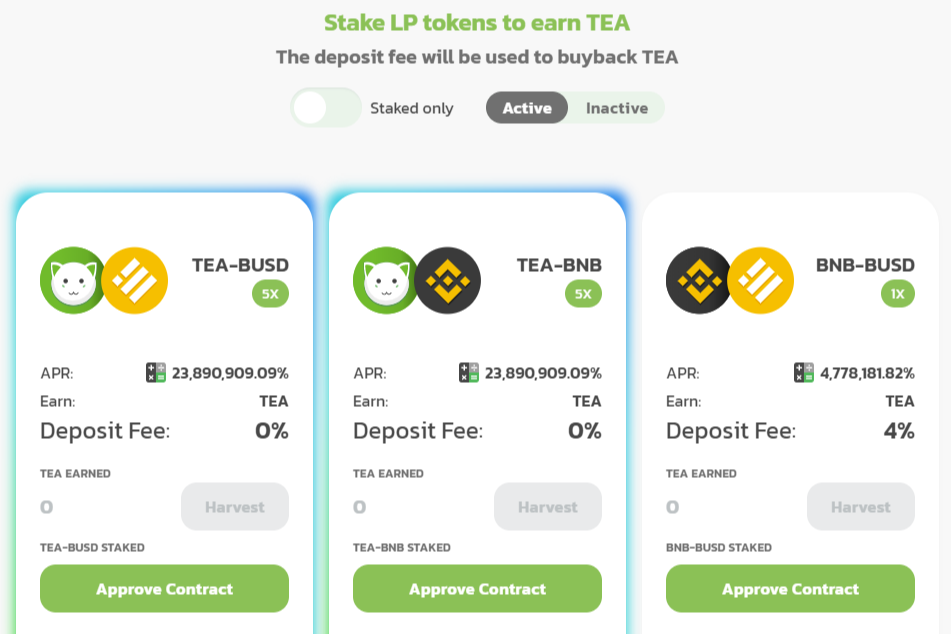 Stake LP tokens to earn TEA
The deposit fee will be used to buyback TEA
Staked only
Active
Inactive
TEA-BUSD
5X
APR: 23,890,909.09%
Earn: TEA
Deposit Fee: 0%
TEA EARNED
0
Harvest
TEA-BUSD STAKED
Approve Contract
TEA-BNB
5X
APR: 23,890,909.09%
Earn: TEA
Deposit Fee: 0%
TEA EARNED
0
Harvest
TEA-BNB STAKED
Approve Contract
BNB-BUSD
1X
APR: 4,778,181.82%
Earn: TEA
Deposit Fee: 4%
TEA EARNED
0
Harvest
BNB-BUSD STAKED
Approve Contract